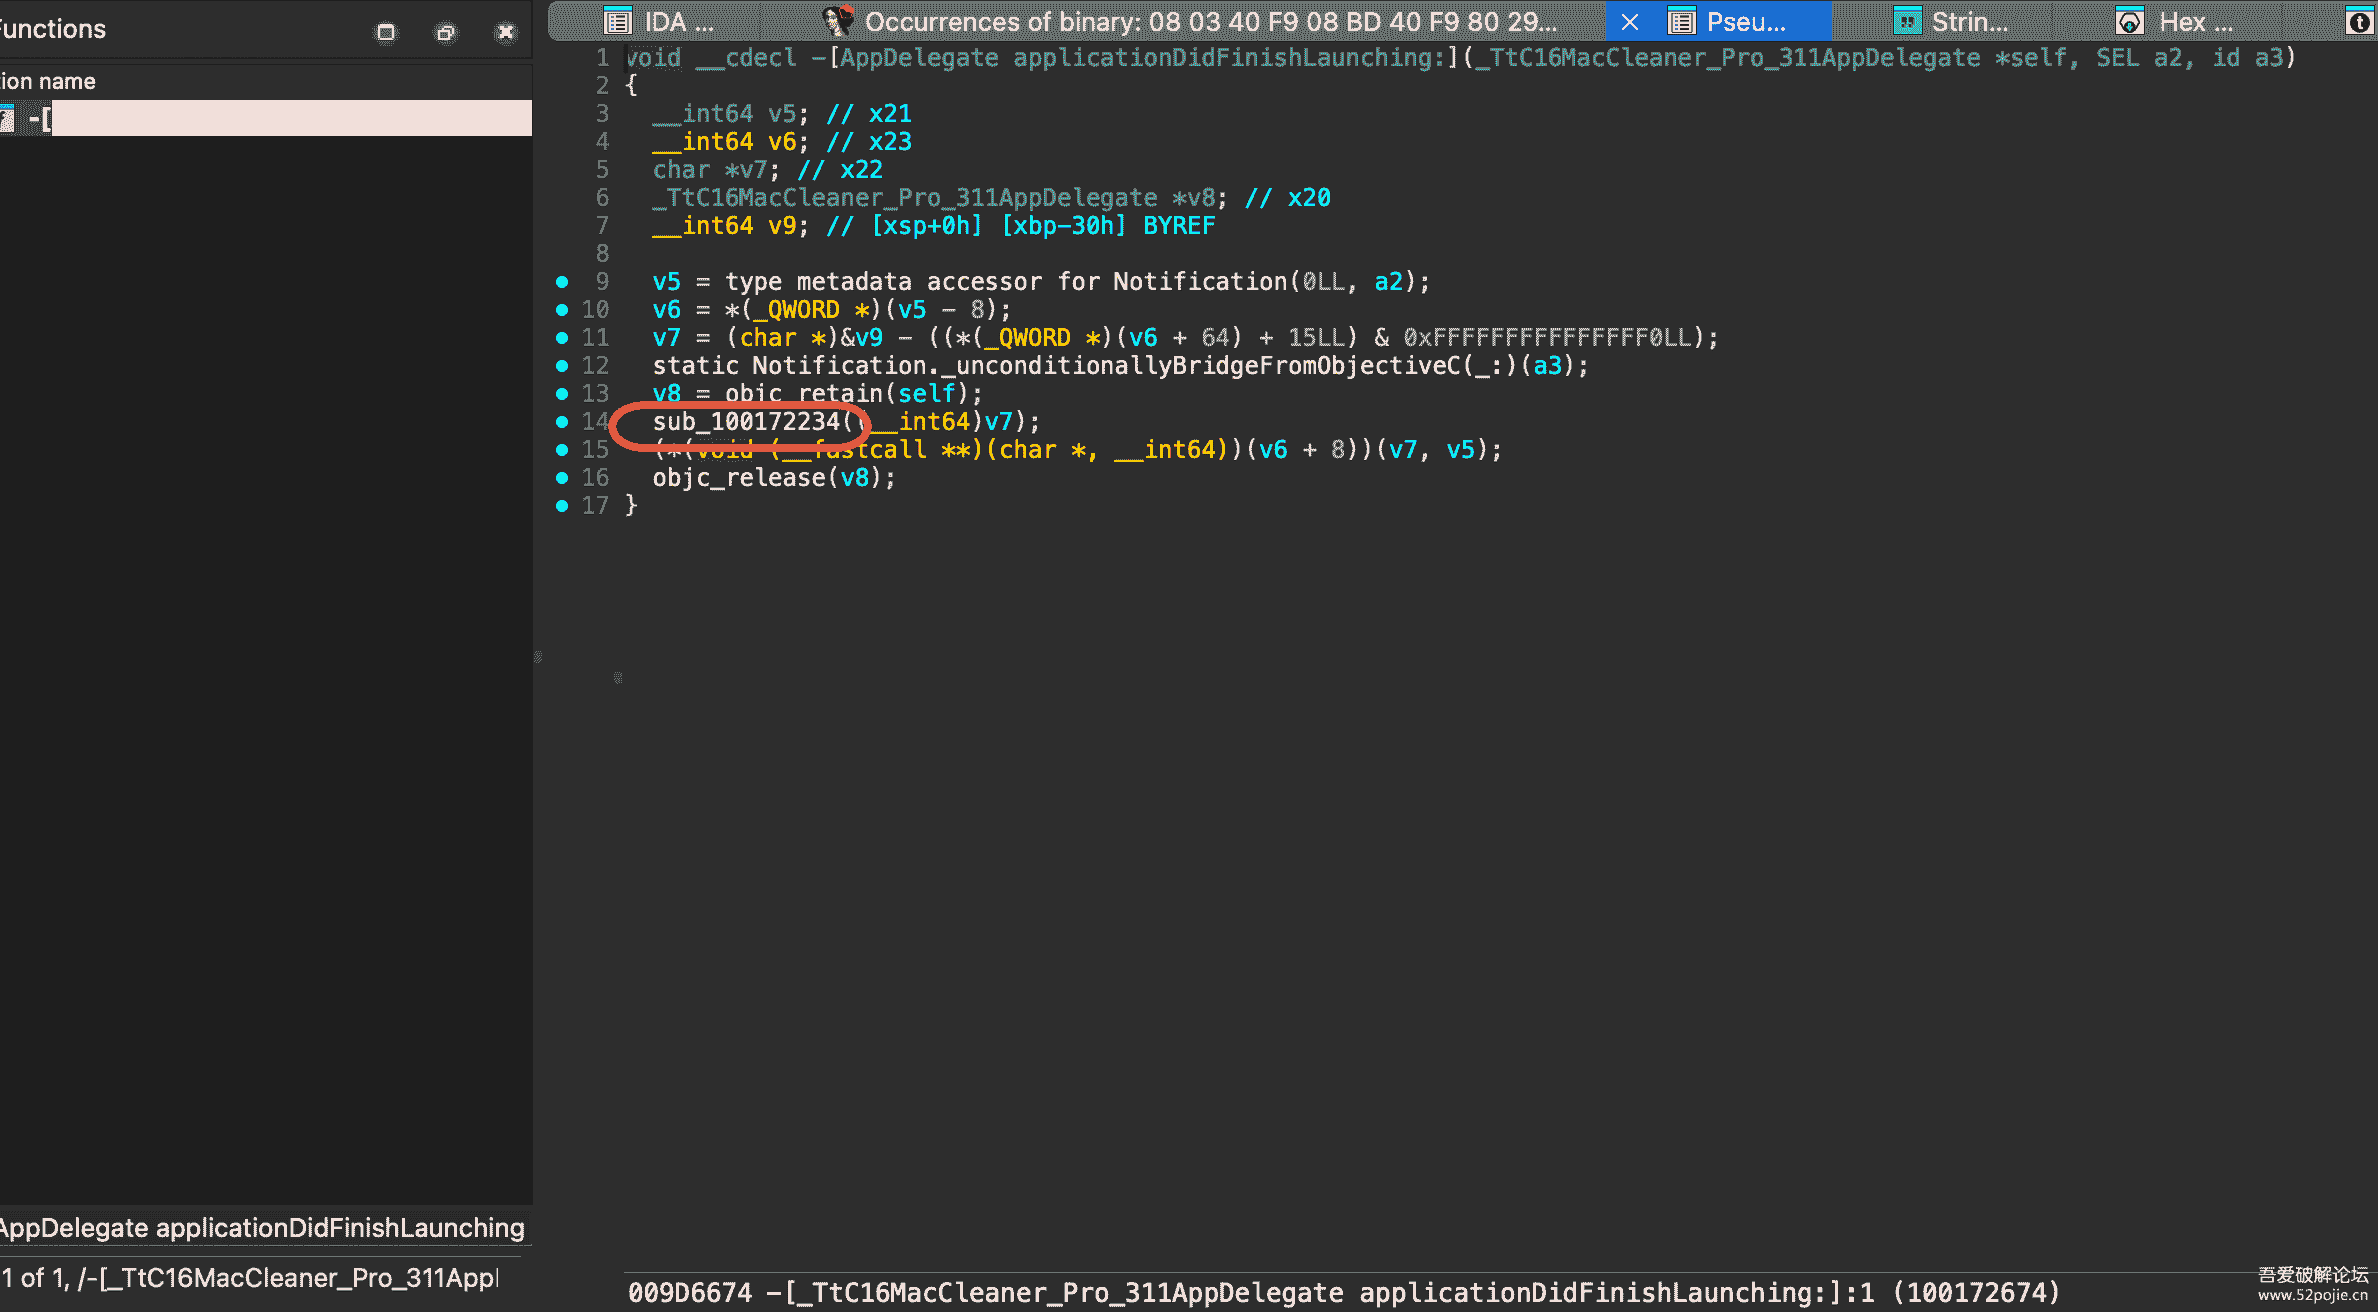 unctions
IDA ...
Occurrences of binary: 08 03 40 F9 08 BD 40 F9 80 29...
Pseu...
Strin...
Hex ...
ion name
-[
1 void __cdecl -[AppDelegate applicationDidFinishLaunching:](_TtC16MacCleaner_Pro_311AppDelegate *self, SEL a2, id a3)
2 {
3 __int64 v5; // x21
4 __int64 v6; // x23
5 char *v7; // x22
6 _TtC16MacCleaner_Pro_311AppDelegate *v8; // x20
7 __int64 v9; // [xsp+0h] [xbp-30h] BYREF
8
9 v5 = type metadata accessor for Notification(0LL, a2);
10 v6 = *(_QWORD *)(v5 - 8);
11 v7 = (char *)&v9 - ((*(_QWORD *)(v6 + 64) + 15LL) & 0xFFFFFFFFFFFFFFF0LL);
12 static Notification._unconditionallyBridgeFromObjectiveC(_:)(a3);
13 v8 = objc_retain(self);
14 sub_100172234((__int64)v7);
15 (*(void (__fastcall **)(char *, __int64))(v6 + 8))(v7, v5);
16 objc_release(v8);
17 }
AppDelegate applicationDidFinishLaunching
1 of 1, /-[_TtC16MacCleaner_Pro_311App
009D6674 -[_TtC16MacCleaner_Pro_311AppDelegate applicationDidFinishLaunching:]:1 (100172674)
吾爱破解论坛
www.52pojie.cn